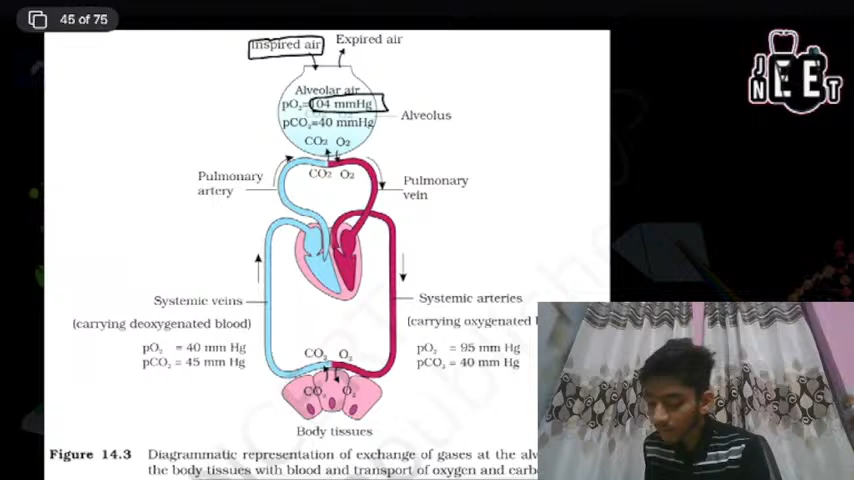 45 of 75
JN
NEET
Inspired air
Expired air
Alveolar air
pO₂=104 mmHg
pCO₂=40 mmHg
Alveolus
CO₂ O₂
CO₂ O₂
Pulmonary
artery
Pulmonary
vein
Systemic veins
(carrying deoxygenated blood)
pO₂ = 40 mm Hg
pCO₂ = 45 mm Hg
Systemic arteries
(carrying oxygenated
pO₂ = 95 mm Hg
pCO₂ = 40 mm Hg
CO₂ O₂
CO₂ O₂
Body tissues
Figure 14.3 Diagrammatic representation of exchange of gases at the
the body tissues with blood and transport of oxygen and